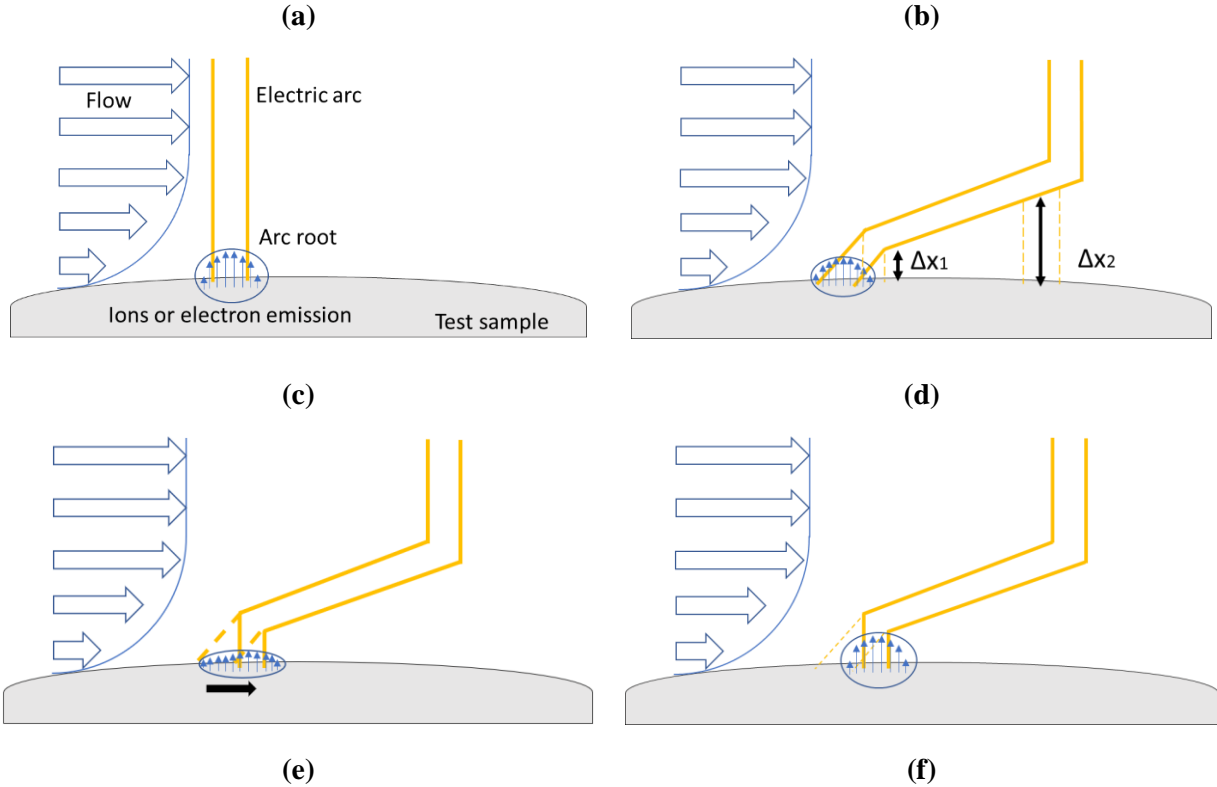 (a) (b)
Flow
Electric arc
Arc root
Ions or electron emission
Test sample
Δx1
Δx2
(c) (d)
(e) (f)